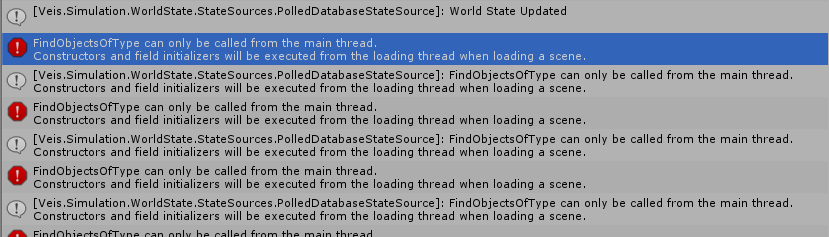 [Veis.Simulation.WorldState.StateSources.PolledDatabaseStateSource]: World State Updated
FindObjectsOfType can only be called from the main thread.
Constructors and field initializers will be executed from the loading thread when loading a scene.
[Veis.Simulation.WorldState.StateSources.PolledDatabaseStateSource]: FindObjectsOfType can only be called from the main thread.
Constructors and field initializers will be executed from the loading thread when loading a scene.
FindObjectsOfType can only be called from the main thread.
Constructors and field initializers will be executed from the loading thread when loading a scene.
[Veis.Simulation.WorldState.StateSources.PolledDatabaseStateSource]: FindObjectsOfType can only be called from the main thread.
Constructors and field initializers will be executed from the loading thread when loading a scene.
FindObjectsOfType can only be called from the main thread.
Constructors and field initializers will be executed from the loading thread when loading a scene.
[Veis.Simulation.WorldState.StateSources.PolledDatabaseStateSource]: FindObjectsOfType can only be called from the main thread.
Constructors and field initializers will be executed from the loading thread when loading a scene.
FindObjectsOfType can only be called from the main thread.